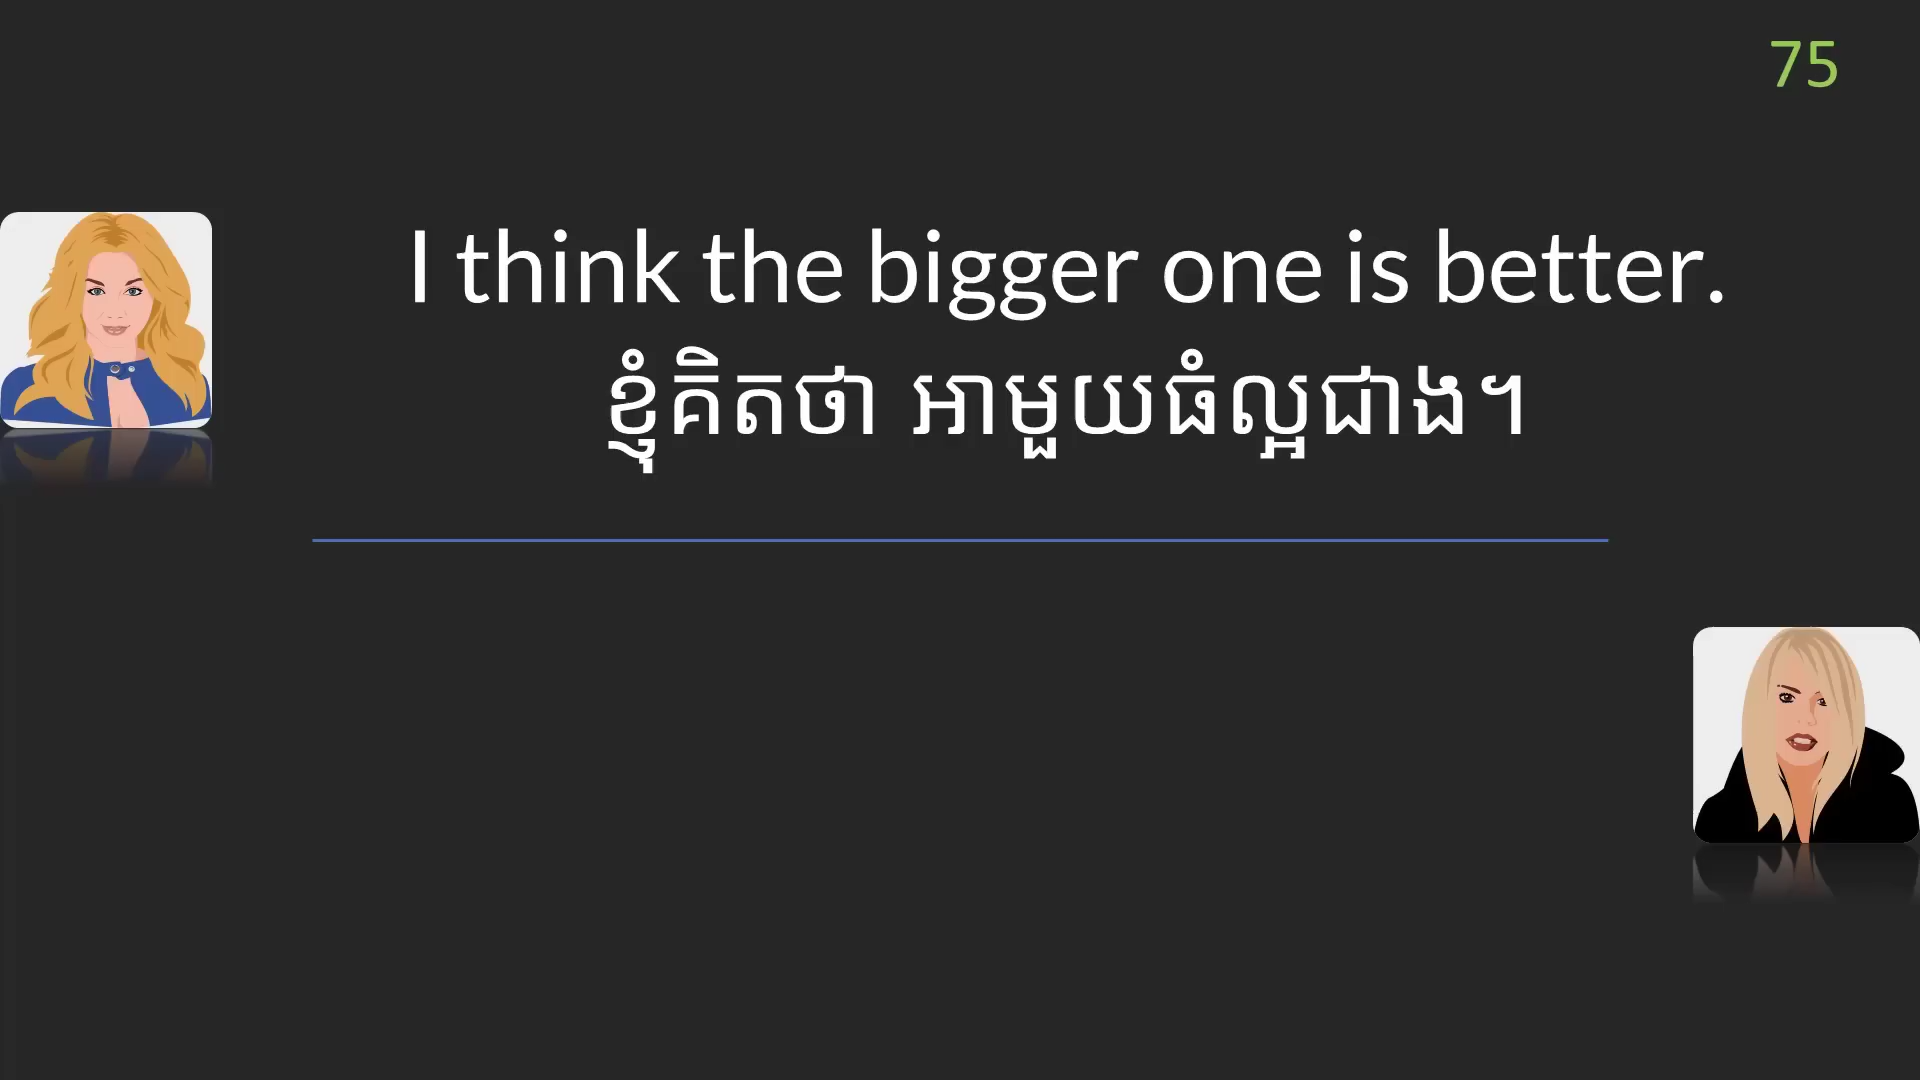 75
I think the bigger one is better.
ខ្ញុំគិតថា អាមួយធំល្អជាង។